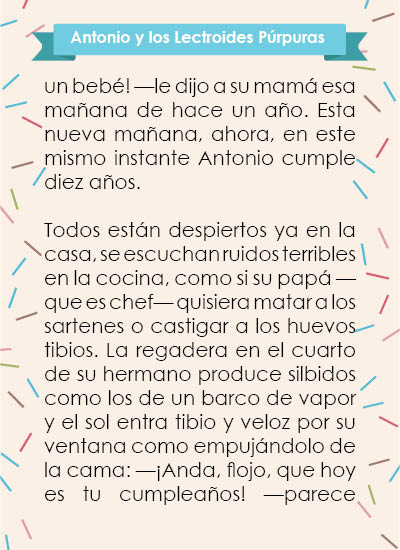 Antonio y los Lectroides Púrpuras
un bebé! —le dijo a su mamá esa
mañana de hace un año. Esta
nueva mañana, ahora, en este
mismo instante Antonio cumple
diez años.
Todos están despiertos ya en la
casa, se escuchan ruidos terribles
en la cocina, como si su papá —
que es chef— quisiera matar a los
sartenes o castigar a los huevos
tibios. La regadera en el cuarto
de su hermano produce silbidos
como los de un barco de vapor
y el sol entra tibio y veloz por su
ventana como empujándolo de
la cama: —¡Anda, flojo, que hoy
es tu cumpleaños! —parece